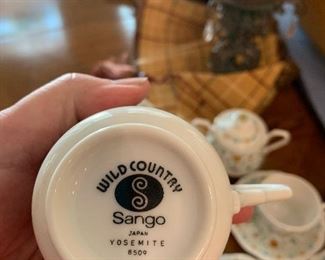 WILD COUNTRY
S
Sango
JAPAN
YOSEMITE
8509